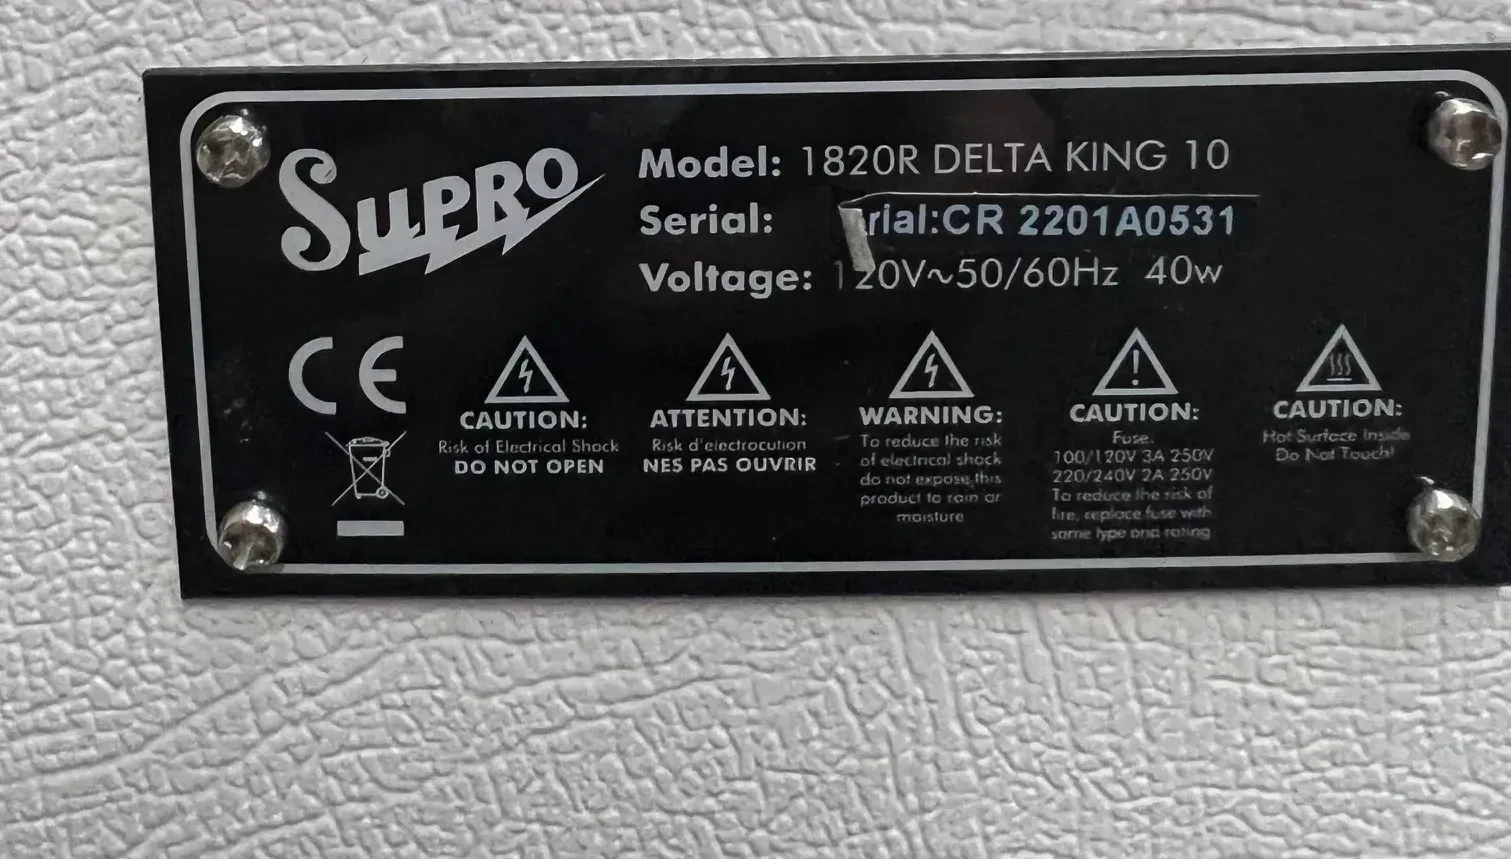 SUPRO
Model: 1820R DELTA KING 10
Serial: rial:CR 2201A0531
Voltage: 120V~50/60Hz 40w
CE
CAUTION:
Risk of Electrical Shock
DO NOT OPEN
ATTENTION:
Risk d'electrocution
NES PAS OUVRIR
WARNING:
To reduce the risk
of electrical shock
do not expose this
product to rain or
moisture
CAUTION:
Fuse.
100/120V 3A 250V
220/240V 2A 250V
To reduce the risk of
fire, replace fuse with
same type and rating
CAUTION:
Hot Surface Inside
Do Not Touch!